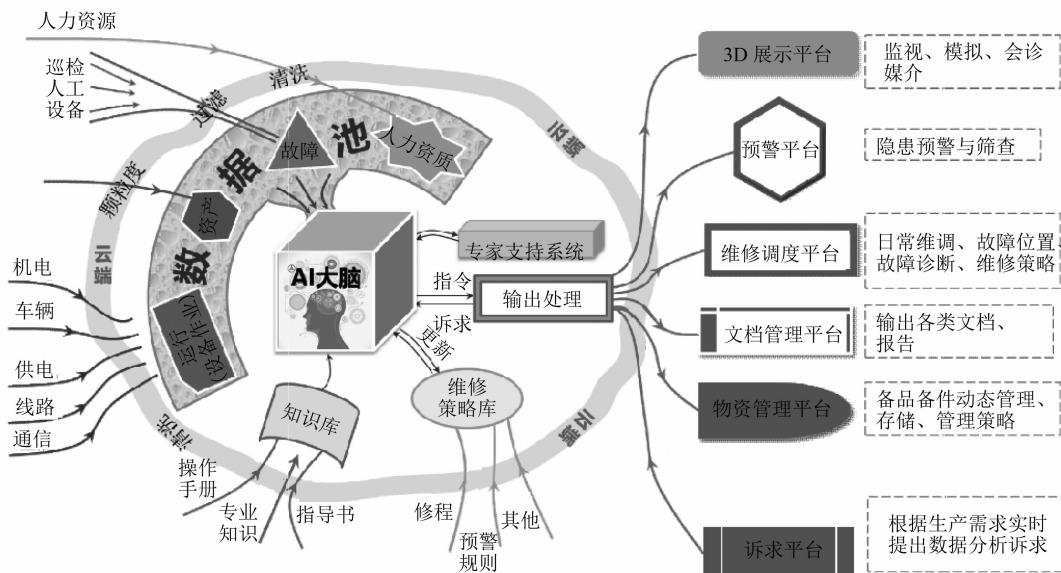 人力资源
巡检
人工
设备
过滤
清洗
颗粒度
数据池
故障
人力资质
资产
运行
(设备作业)
云端
云端
云端
清洗
机电
车辆
供电
线路
通信
AI大脑
专家支持系统
指令
诉求
输出处理
更新
知识库
维修
策略库
操作
手册
专业
知识
指导书
修程
预警
规则
其他
3D 展示平台
监视、模拟、会诊
媒介
预警平台
隐患预警与筛查
维修调度平台
日常维调、故障位置、
故障诊断、维修策略
文档管理平台
输出各类文档、
报告
物资管理平台
备品备件动态管理、
存储、管理策略
诉求平台
根据生产需求实时
提出数据分析诉求